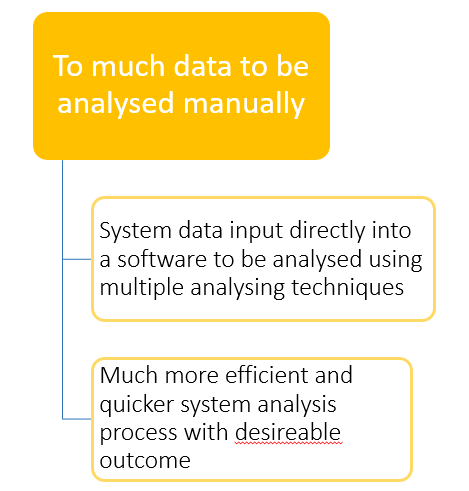 To much data to be
analysed manually
System data input directly into
a software to be analysed using
multiple analysing techniques
Much more efficient and
quicker system analysis
process with desireable
outcome